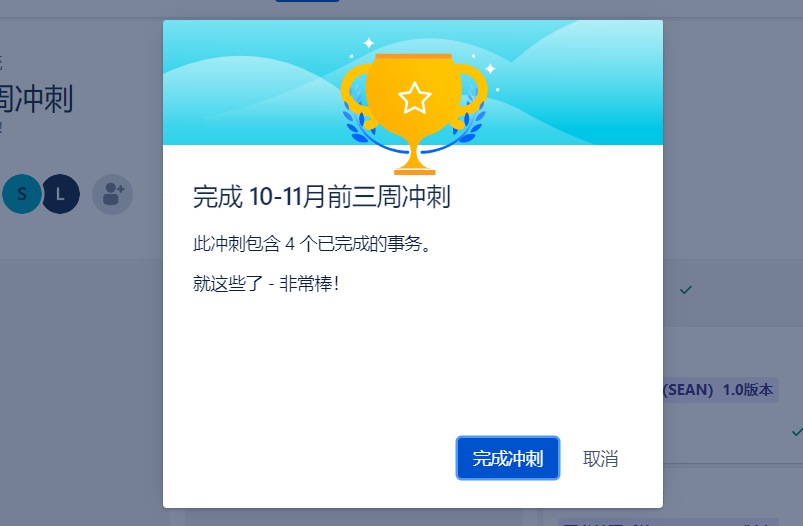 周冲刺
S
L
完成 10-11月前三周冲刺
此冲刺包含 4 个已完成的事务。
就这些了 - 非常棒！
(SEAN) 1.0版本
完成冲刺
取消